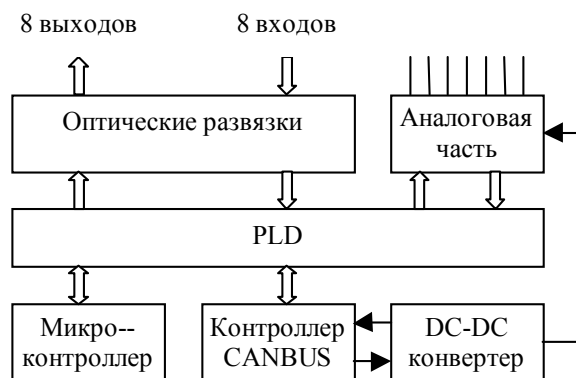 8 выходов
8 входов
Оптические развязки
Аналоговая
часть
PLD
Микро--
контроллер
Контроллер
CANBUS
DC-DC
конвертер